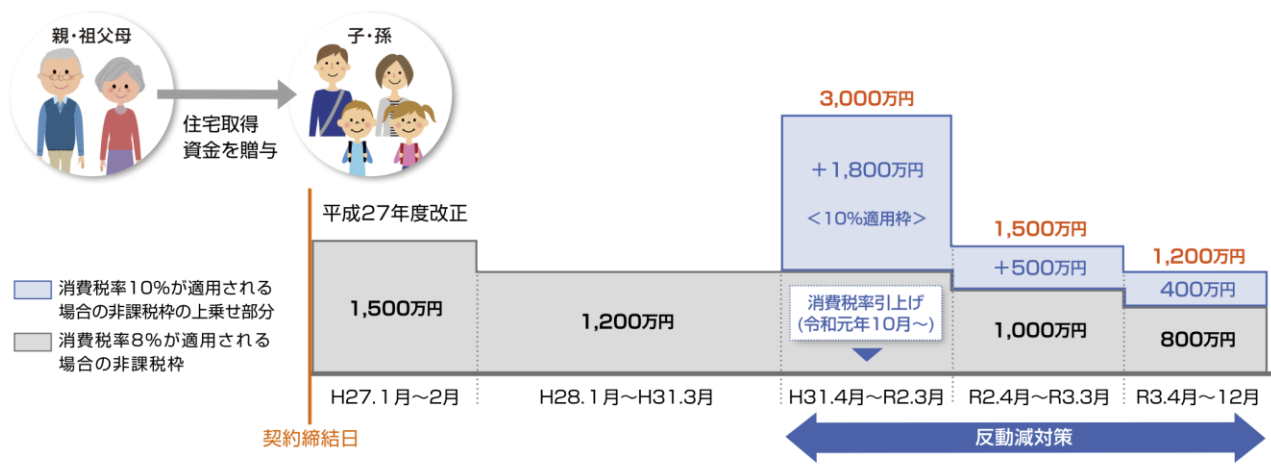 親・祖父母
子・孫
住宅取得
資金を贈与
平成27年度改正
3,000万円
+1,800万円
<10%適用枠>
1,500万円
+500万円
1,200万円
400万円
消費税率10%が適用される
場合の非課税枠の上乗せ部分
消費税率8%が適用される
場合の非課税枠
1,500万円
1,200万円
消費税率引上げ
(令和元年10月～)
1,000万円
800万円
H27.1月～2月
H28.1月～H31.3月
H31.4月～R2.3月
R2.4月～R3.3月
R3.4月～12月
契約締結日
反動減対策